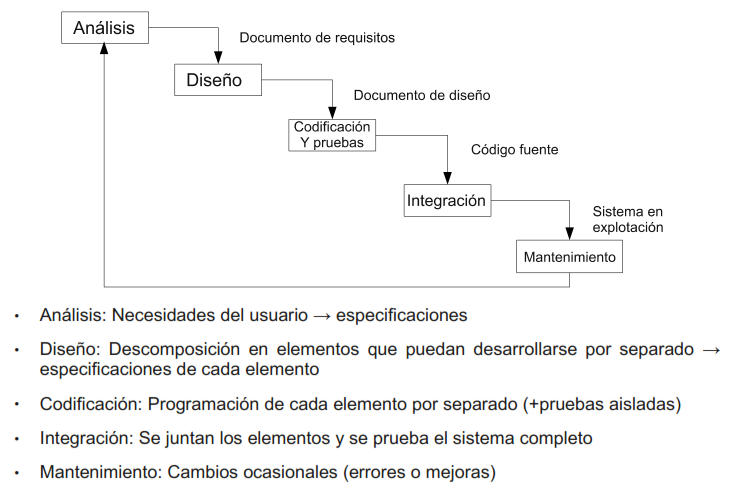 Análisis
Documento de requisitos
Diseño
Documento de diseño
Codificación
Y pruebas
Código fuente
Integración
Sistema en
explotación
Mantenimiento
• Análisis: Necesidades del usuario → especificaciones
• Diseño: Descomposición en elementos que puedan desarrollarse por separado →
especificaciones de cada elemento
• Codificación: Programación de cada elemento por separado (+pruebas aisladas)
• Integración: Se juntan los elementos y se prueba el sistema completo
• Mantenimiento: Cambios ocasionales (errores o mejoras)